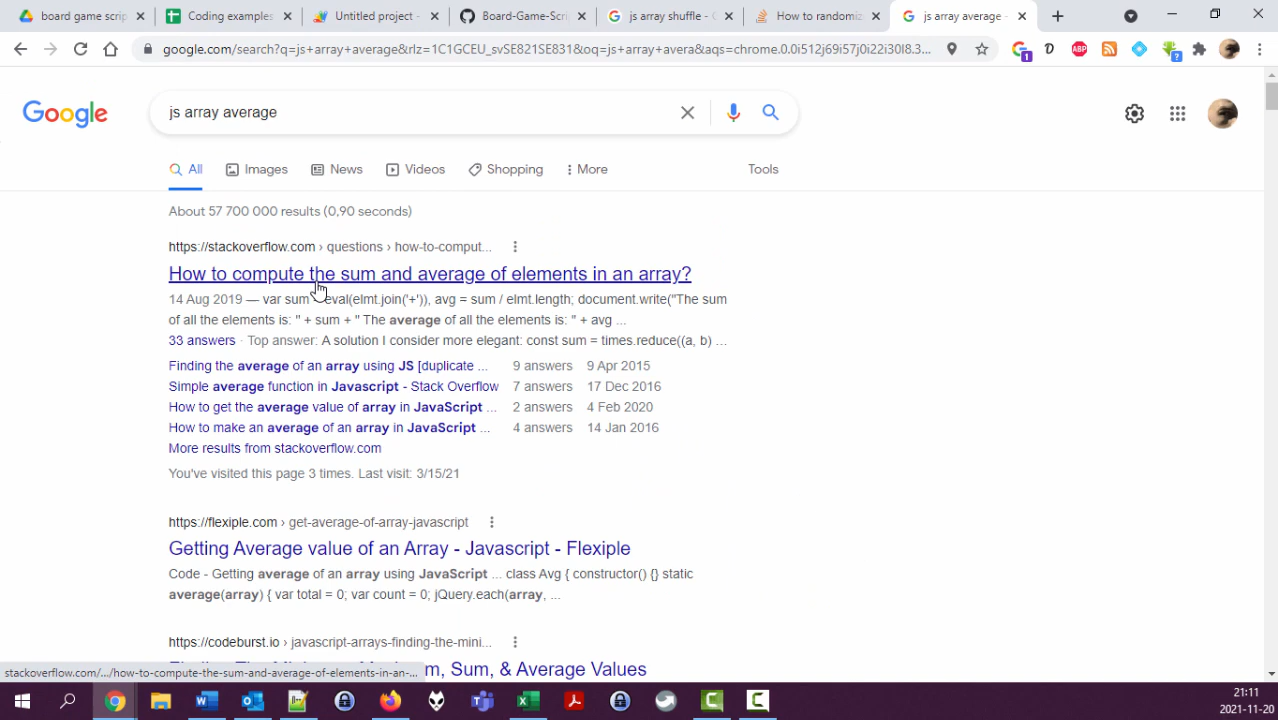 board game scrip
Coding examples
Untitled project -
Board-Game-Scri
js array shuffle - G
How to randomiz
js array average -
google.com/search?q=js+array+average&rlz=1C1GCEU_svSE821SE831&oq=js+array+avera&aqs=chrome.0.0i512j69i57j0i22i30l8.3...
Google
js array average
All
Images
News
Videos
Shopping
More
Tools
About 57 700 000 results (0,90 seconds)
https://stackoverflow.com › questions › how-to-comput...
How to compute the sum and average of elements in an array?
14 Aug 2019 — var sum eval(elmt.join('+')), avg = sum / elmt.length; document.write("The sum
of all the elements is: " + sum + " The average of all the elements is: " + avg ...
33 answers · Top answer: A solution I consider more elegant: const sum = times.reduce((a, b) ...
Finding the average of an array using JS [duplicate ... 9 answers 9 Apr 2015
Simple average function in Javascript - Stack Overflow 7 answers 17 Dec 2016
How to get the average value of array in JavaScript ... 2 answers 4 Feb 2020
How to make an average of an array in JavaScript ... 4 answers 14 Jan 2016
More results from stackoverflow.com
You've visited this page 3 times. Last visit: 3/15/21
https://flexiple.com › get-average-of-array-javascript
Getting Average value of an Array - Javascript - Flexiple
Code - Getting average of an array using JavaScript ... class Avg { constructor() {} static
average(array) { var total = 0; var count = 0; jQuery.each(array, ...
https://codeburst.io › javascript-arrays-finding-the-mini...
m, Sum, & Average Values
stackoverflow.com/.../how-to-compute-the-sum-and-average-of-elements-in-an-...
21:11
2021-11-20